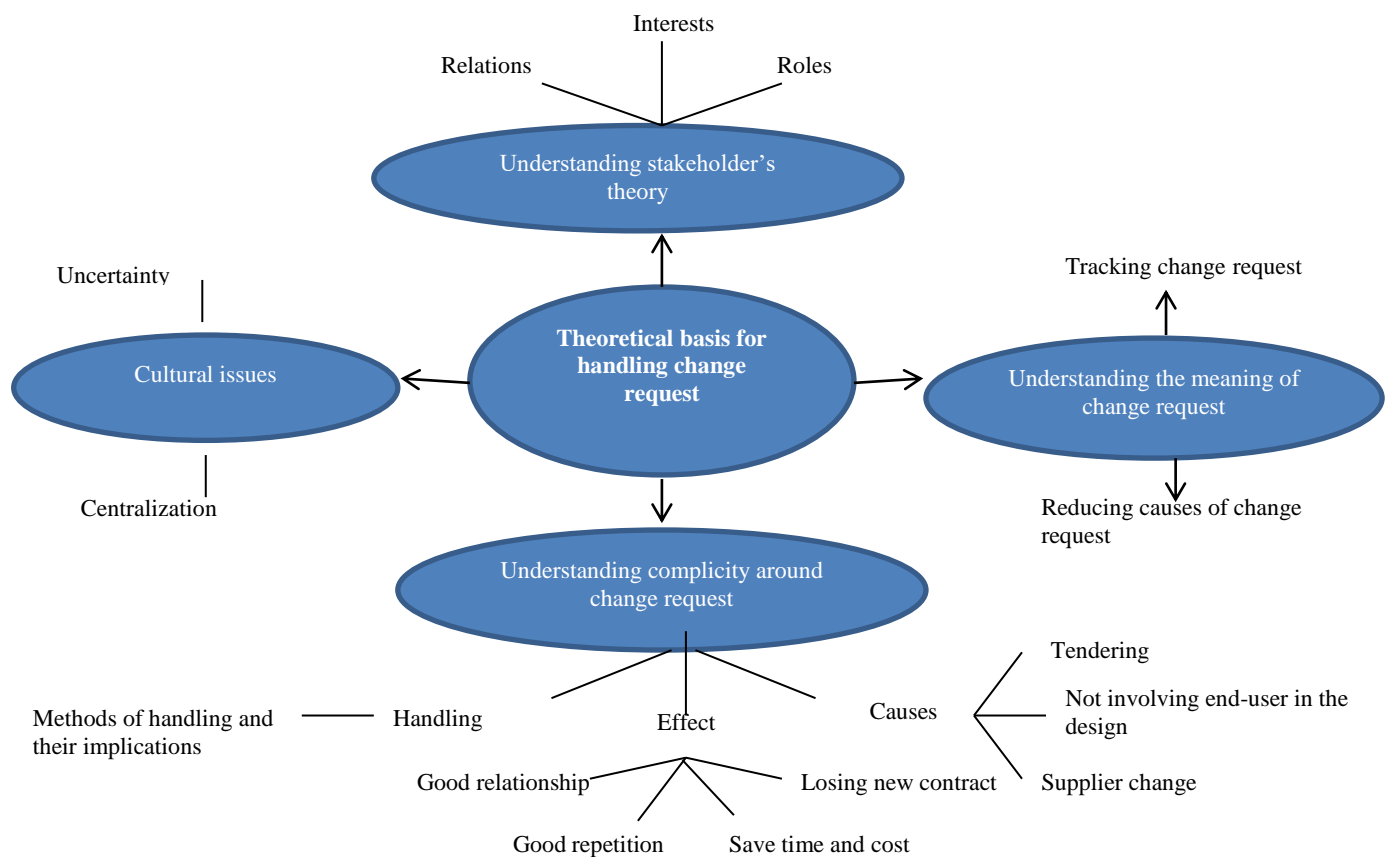 Interests
Relations
Roles
Understanding stakeholder's
theory
Uncertainty
Tracking change request
Theoretical basis for
handling change
request
Cultural issues
Understanding the meaning of
change request
Centralization
Reducing causes of change
request
Understanding complicity around
change request
Tendering
Not involving end-user in the
design
Causes
Methods of handling and
their implications
Handling
Effect
Good relationship
Losing new contract
Supplier change
Good repetition
Save time and cost